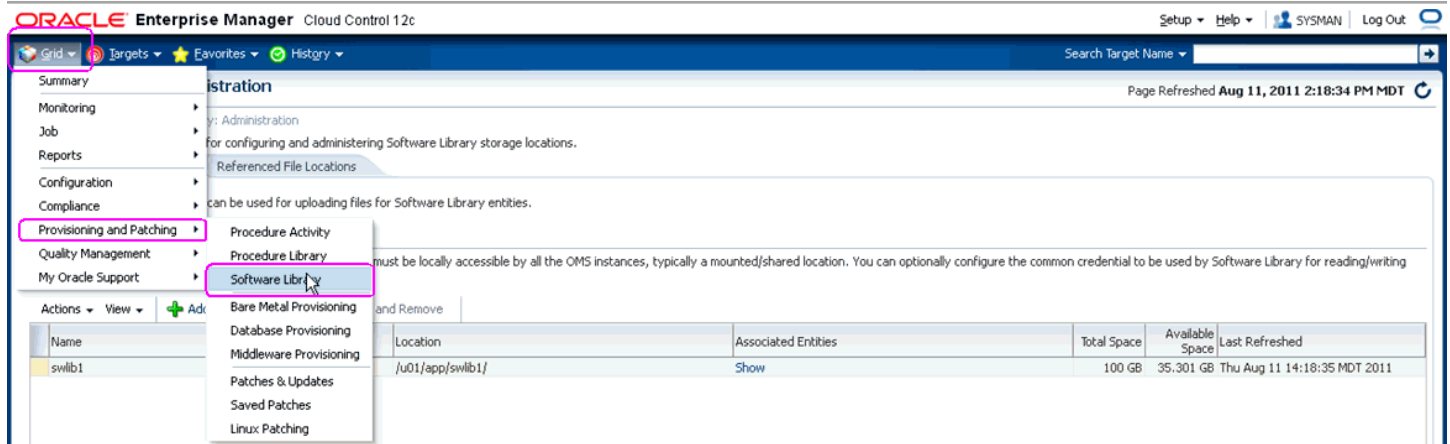 ORACLE Enterprise Manager Cloud Control 12c
Setup Help SYSMAN Log Out
Grid Targets Favorites History
Search Target Name
Summary
istration
Page Refreshed Aug 11, 2011 2:18:34 PM MDT
Monitoring
y: Administration
Job
for configuring and administering Software Library storage locations.
Reports
Referenced File Locations
Configuration
Compliance
can be used for uploading files for Software Library entities.
Provisioning and Patching
Procedure Activity
Quality Management
Procedure Library
must be locally accessible by all the OMS instances, typically a mounted/shared location. You can optionally configure the common credential to be used by Software Library for reading/writing
My Oracle Support
Software Library
Actions View Add
Bare Metal Provisioning
and Remove
Database Provisioning
Middleware Provisioning
Patches & Updates
Saved Patches
Linux Patching
Name Location Associated Entities Total Space Available Space Last Refreshed
swlib1 /u01/app/swlib1/ Show 100 GB 35.301 GB Thu Aug 11 14:18:35 MDT 2011